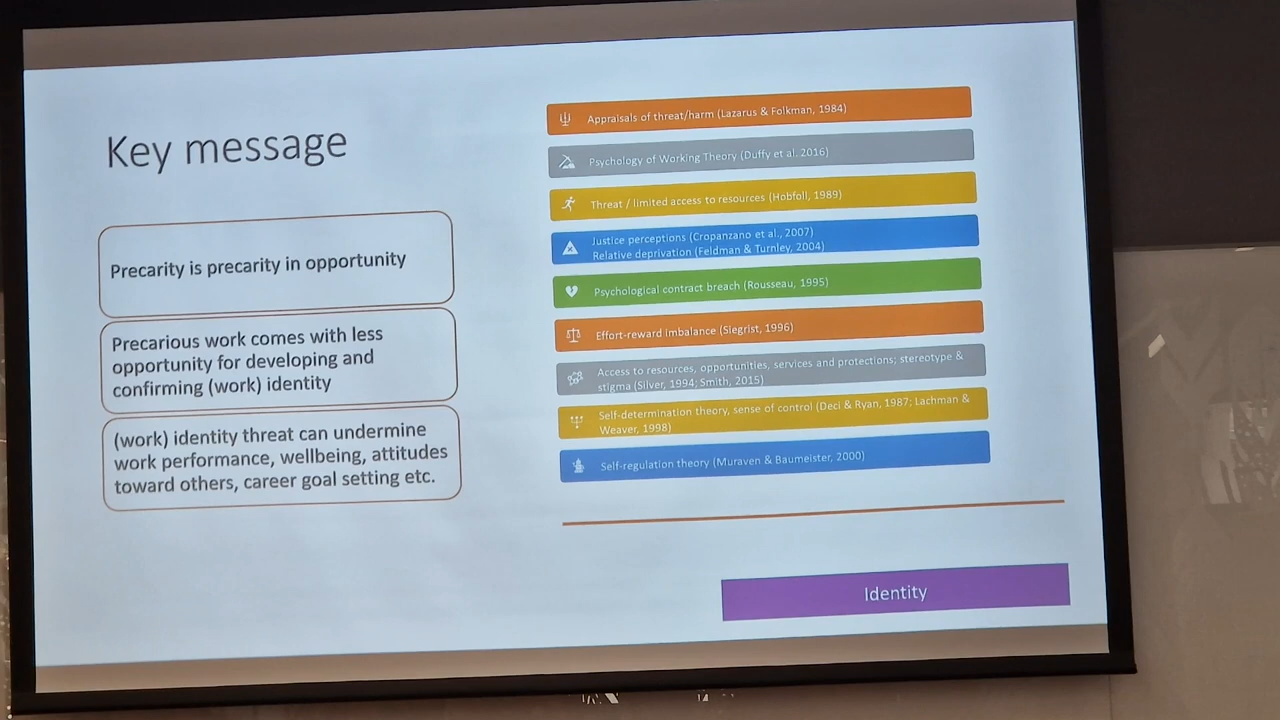 Key message
Precarity is precarity in opportunity
Precarious work comes with less
opportunity for developing and
confirming (work) identity
(work) identity threat can undermine
work performance, wellbeing, attitudes
toward others, career goal setting etc.
Appraisals of threat/harm (Lazarus & Folkman, 1984)
Psychology of Working Theory (Duffy et al. 2016)
Threat / limited access to resources (Hobfoll, 1989)
Justice perceptions (Cropanzano et al., 2007)
Relative deprivation (Feldman & Turnley, 2004)
Psychological contract breach (Rousseau, 1995)
Effort-reward imbalance (Siegrist, 1996)
Access to resources, opportunities, services and protections; stereotype &
stigma (Silver, 1994; Smith, 2015)
Self-determination theory, sense of control (Deci & Ryan, 1987; Lachman &
Weaver, 1998)
Self-regulation theory (Muraven & Baumeister, 2000)
Identity